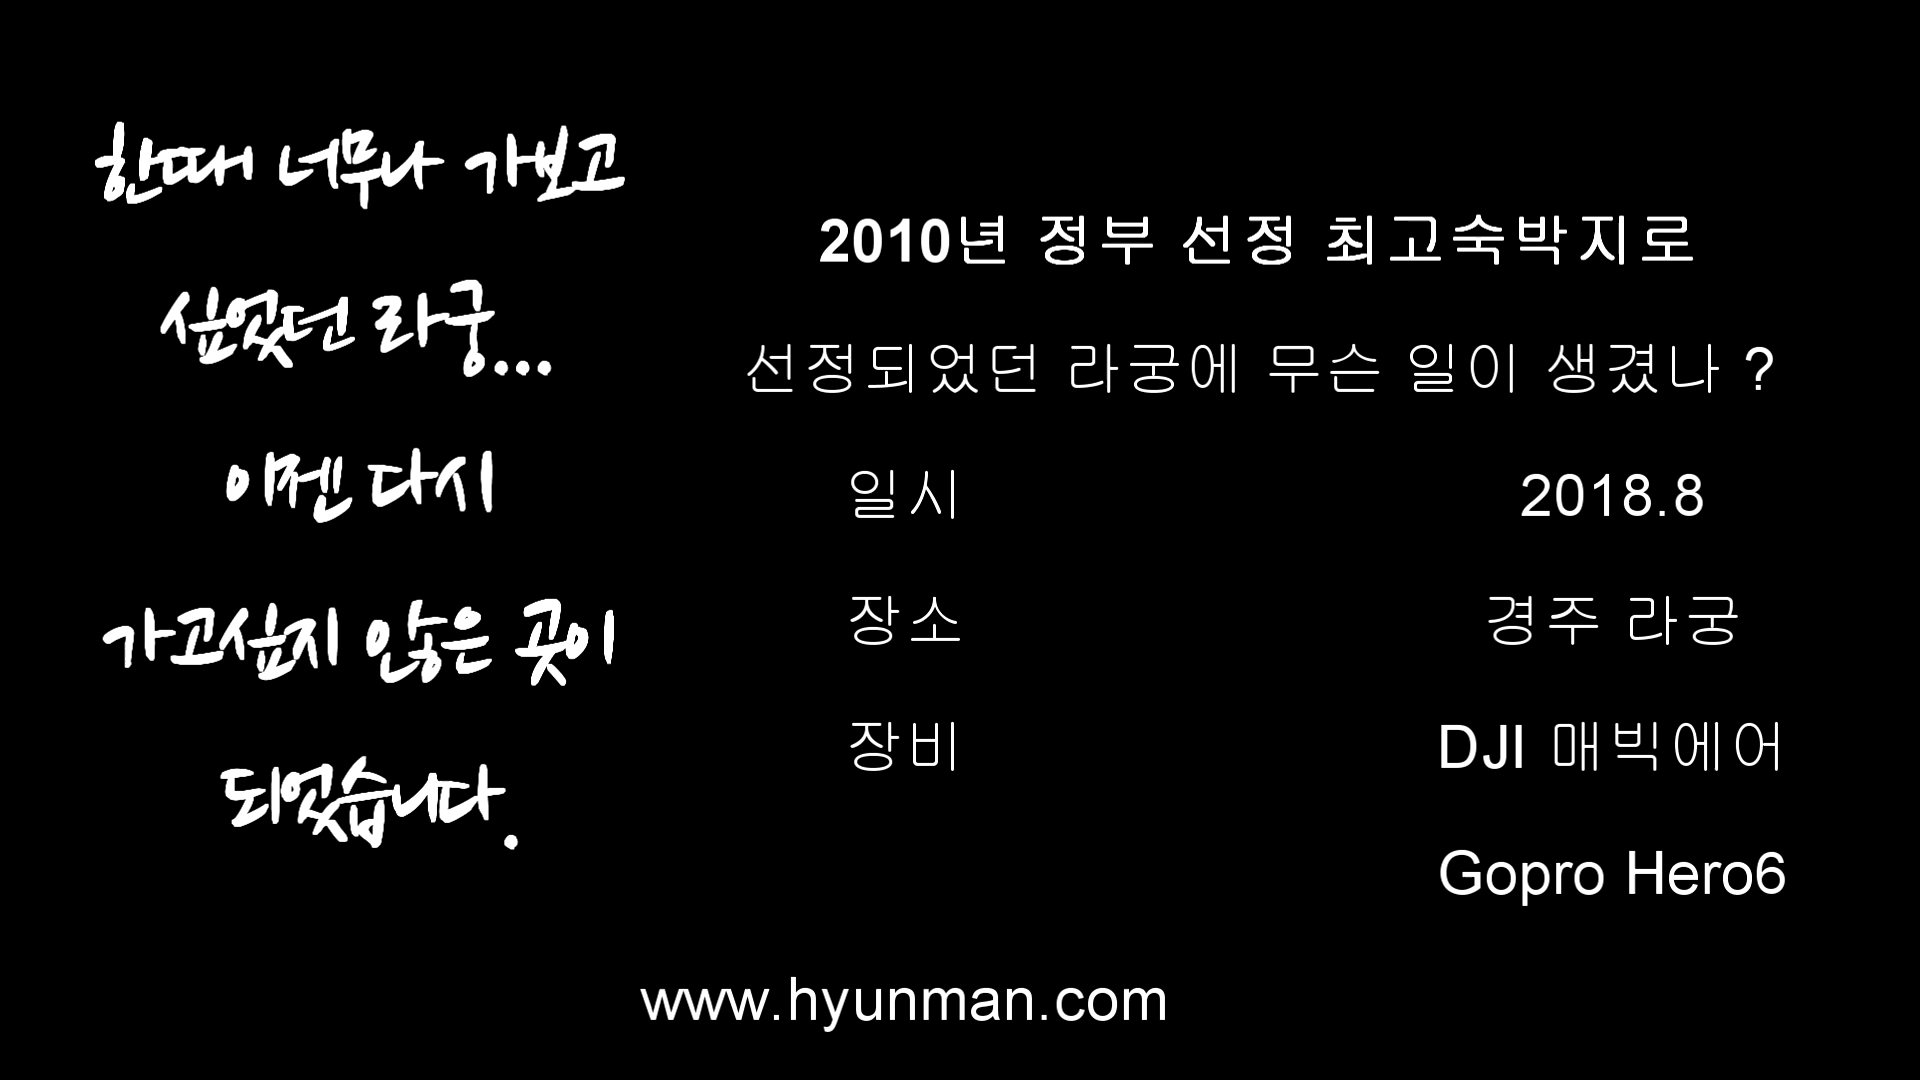 한때 너무나 가보고
싶었던 라궁...
이젠 다시
가고싶지 않은 곳이
되었습니다.
2010년 정부 선정 최고숙박지로
선정되었던 라궁에 무슨 일이 생겼나 ?
일시 2018.8
장소 경주 라궁
장비 DJI 매빅에어
Gopro Hero6
www.hyunman.com